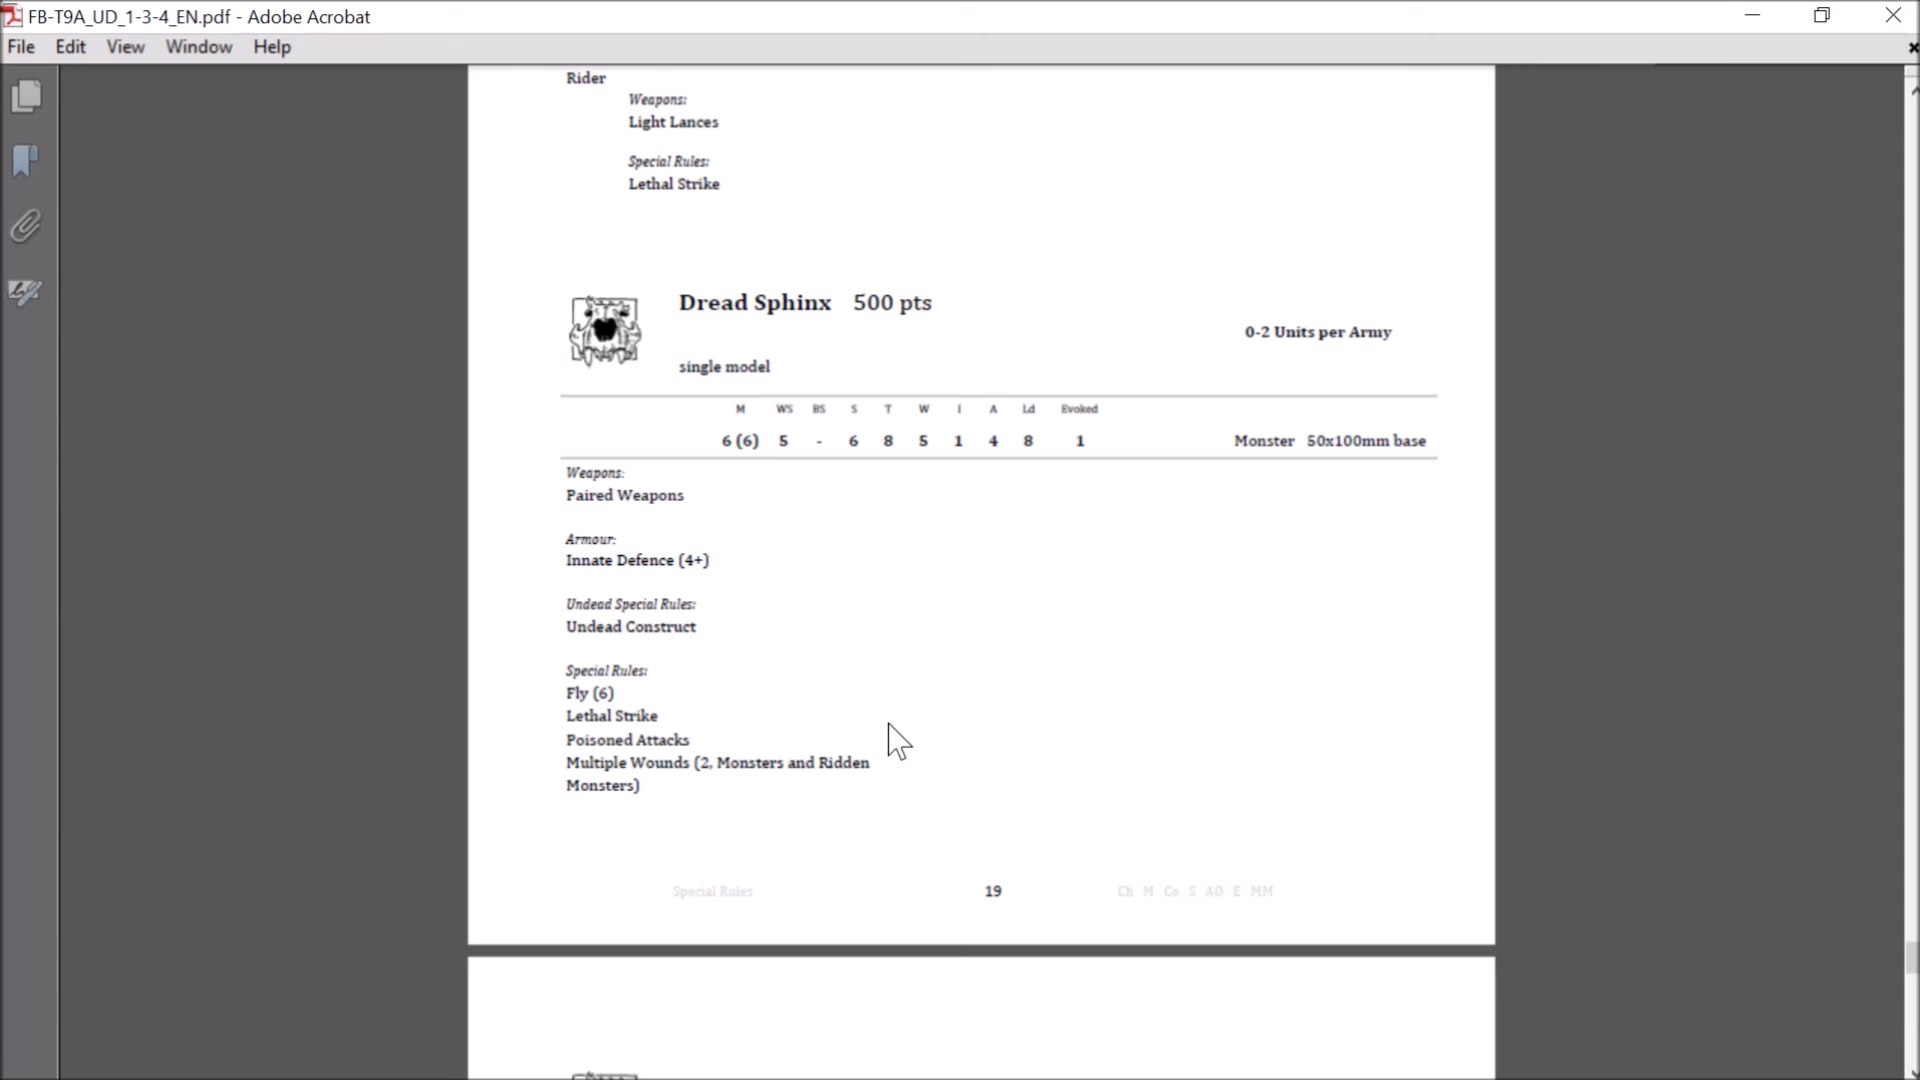 FB-T9A_UD_1-3-4_EN.pdf - Adobe Acrobat
File Edit View Window Help
Rider
Weapons:
Light Lances
Special Rules:
Lethal Strike
Dread Sphinx 500 pts
0-2 Units per Army
single model
M WS BS S T W I A Ld Evoked
6 (6) 5 - 6 8 5 1 4 8 1 Monster 50x100mm base
Weapons:
Paired Weapons
Armour:
Innate Defence (4+)
Undead Special Rules:
Undead Construct
Special Rules:
Fly (6)
Lethal Strike
Poisoned Attacks
Multiple Wounds (2, Monsters and Ridden
Monsters)
Special Rules 19 Ch M Co S AO E MM